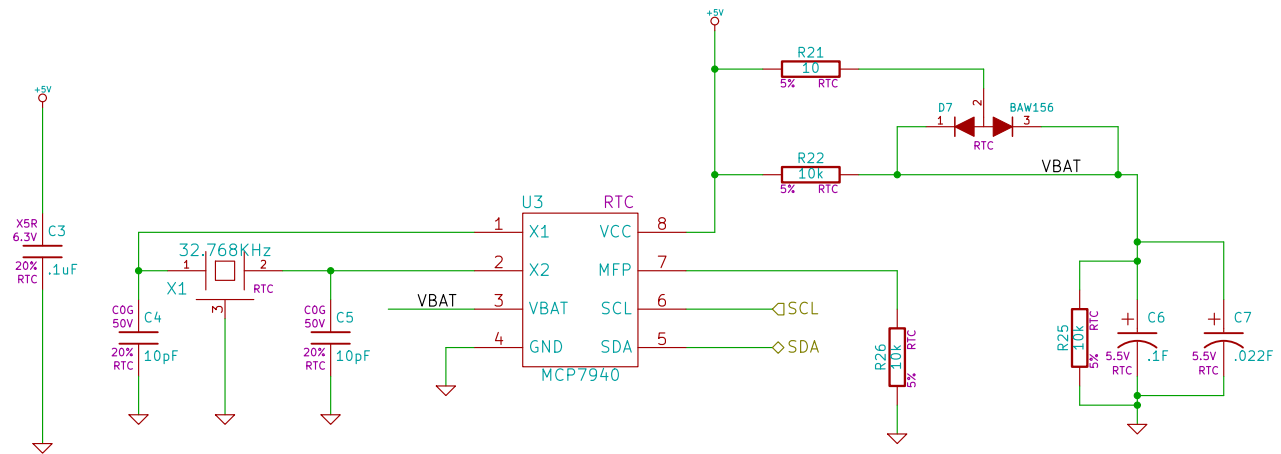 +5V
+5V
R21
10
5% RTC
2
D7 BAW156
1 3
RTC
R22
10k
5% RTC
VBAT
U3 RTC
1 X1 VCC 8
2 X2 MFP 7
3 VBAT SCL 6
4 GND SDA 5
MCP7940
VBAT
SCL
SDA
X5R
6.3V
C3
20%
RTC
.1uF
32.768KHz
1 2
X1
RTC
3
C0G
50V
C4
20%
RTC
10pF
C0G
50V
C5
20%
RTC
10pF
R26
10k
RTC
5%
R25
10k
RTC
5%
+
C6
5.5V
RTC
.1F
+
C7
5.5V
RTC
.022F